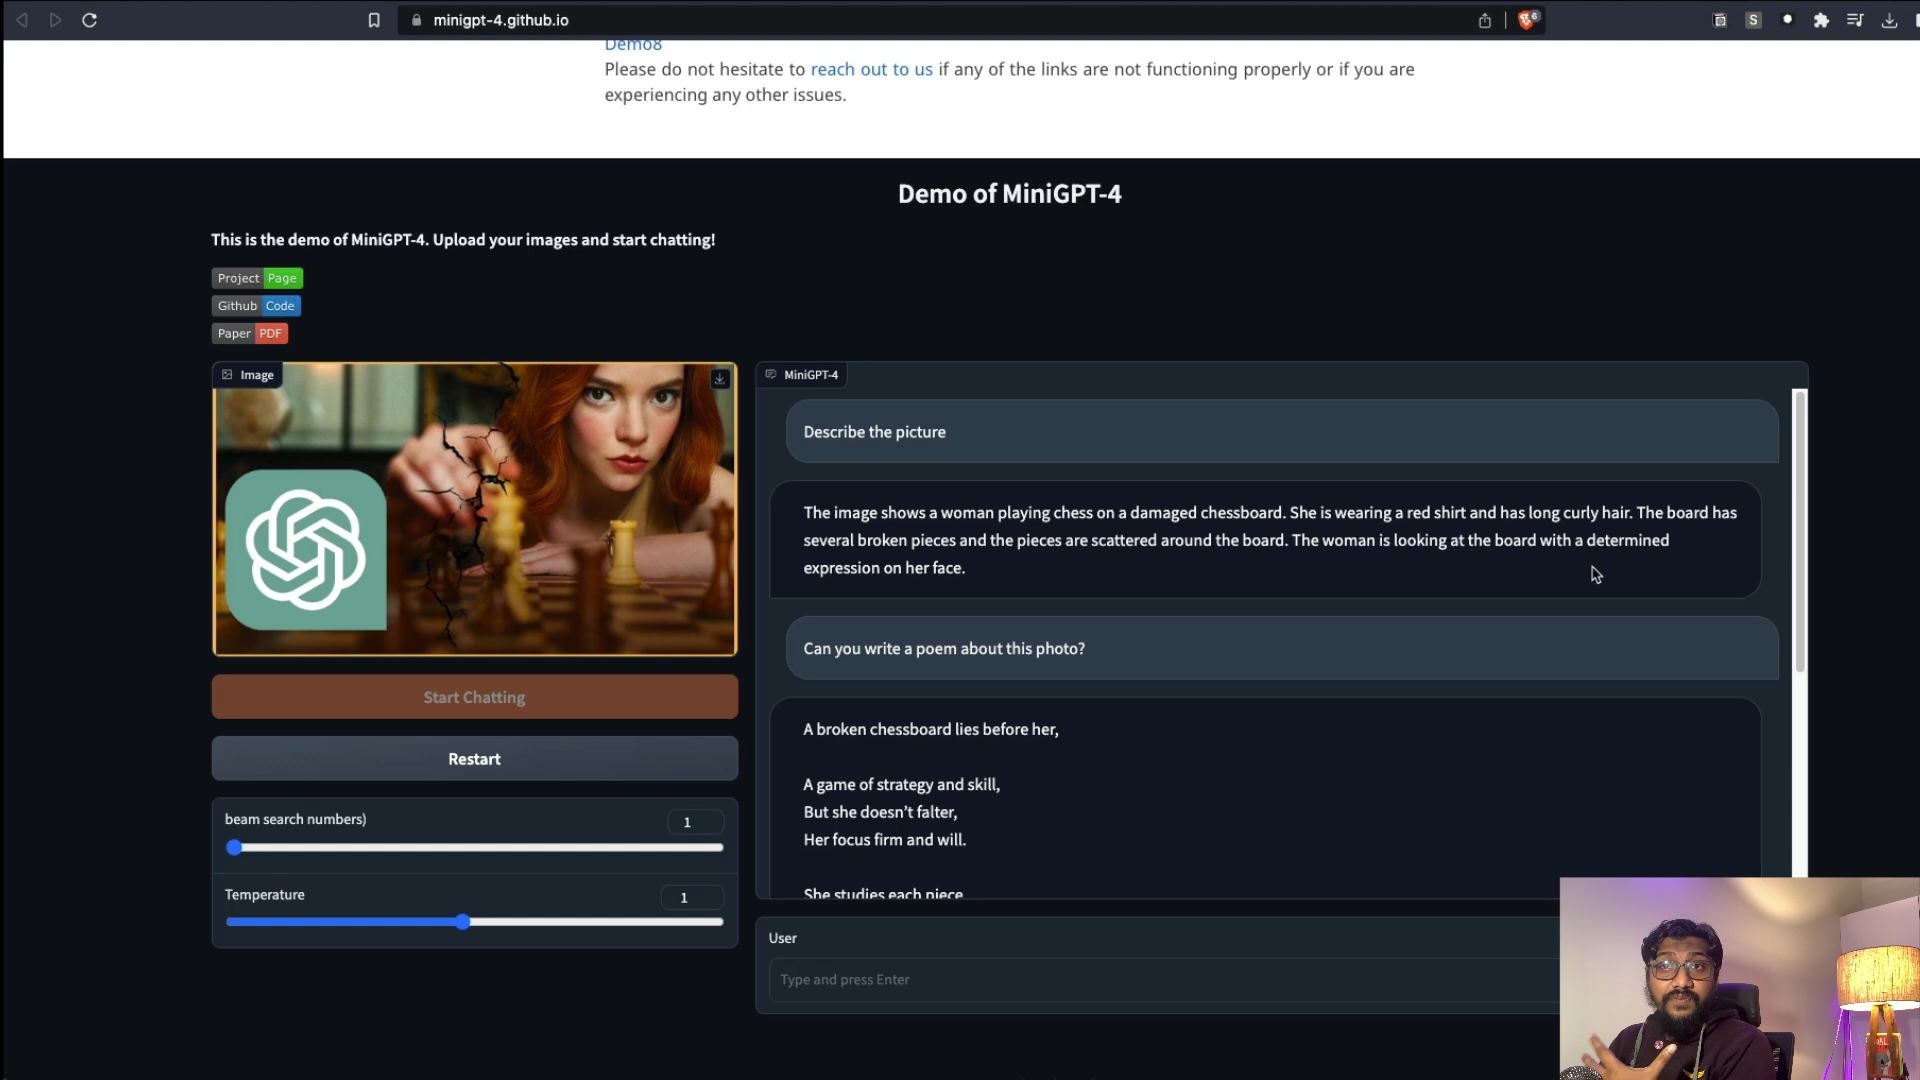 minigpt-4.github.io
6
S
Demo8
Please do not hesitate to reach out to us if any of the links are not functioning properly or if you are
experiencing any other issues.
Demo of MiniGPT-4
This is the demo of MiniGPT-4. Upload your images and start chatting!
Project Page
Github Code
Paper PDF
Image
Start Chatting
Restart
beam search numbers) 1
Temperature 1
MiniGPT-4
Describe the picture
The image shows a woman playing chess on a damaged chessboard. She is wearing a red shirt and has long curly hair. The board has
several broken pieces and the pieces are scattered around the board. The woman is looking at the board with a determined
expression on her face.
Can you write a poem about this photo?
A broken chessboard lies before her,
A game of strategy and skill,
But she doesn’t falter,
Her focus firm and will.
She studies each piece
User
Type and press Enter